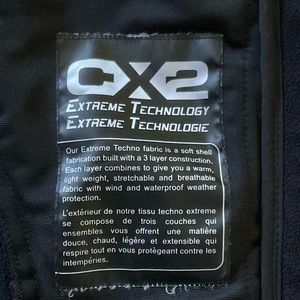 CX2
EXTREME TECHNOLOGY
EXTREME TECHNOLOGIE
Our Extreme Techno fabric is a soft shell
fabrication built with a 3 layer construction.
Each layer combines to give you a warm,
light weight, stretchable and breathable
fabric with wind and waterproof weather
protection.
L'extérieur de notre tissu techno extreme
se compose de trois couches qui
ensembles vous offrent une matière
douce, chaud, légère et extensible qui
respire tout en vous protègeant contre les
intempéries.